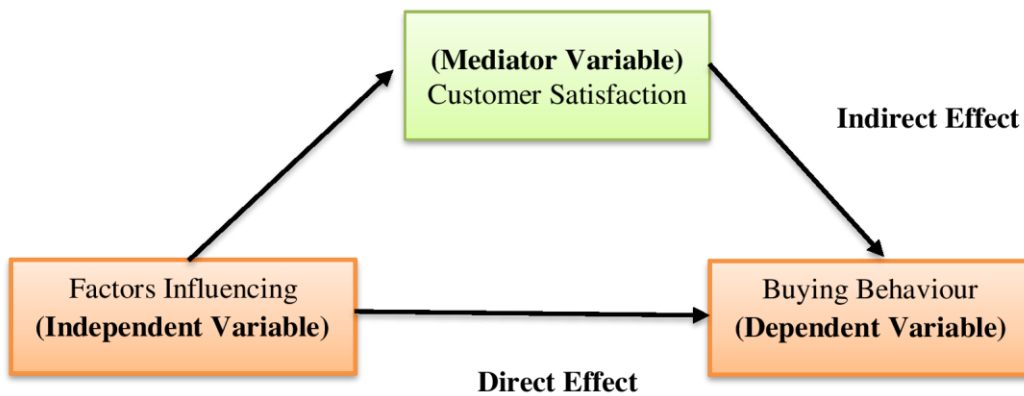 (Mediator Variable)
Customer Satisfaction
Indirect Effect
Factors Influencing
(Independent Variable)
Buying Behaviour
(Dependent Variable)
Direct Effect